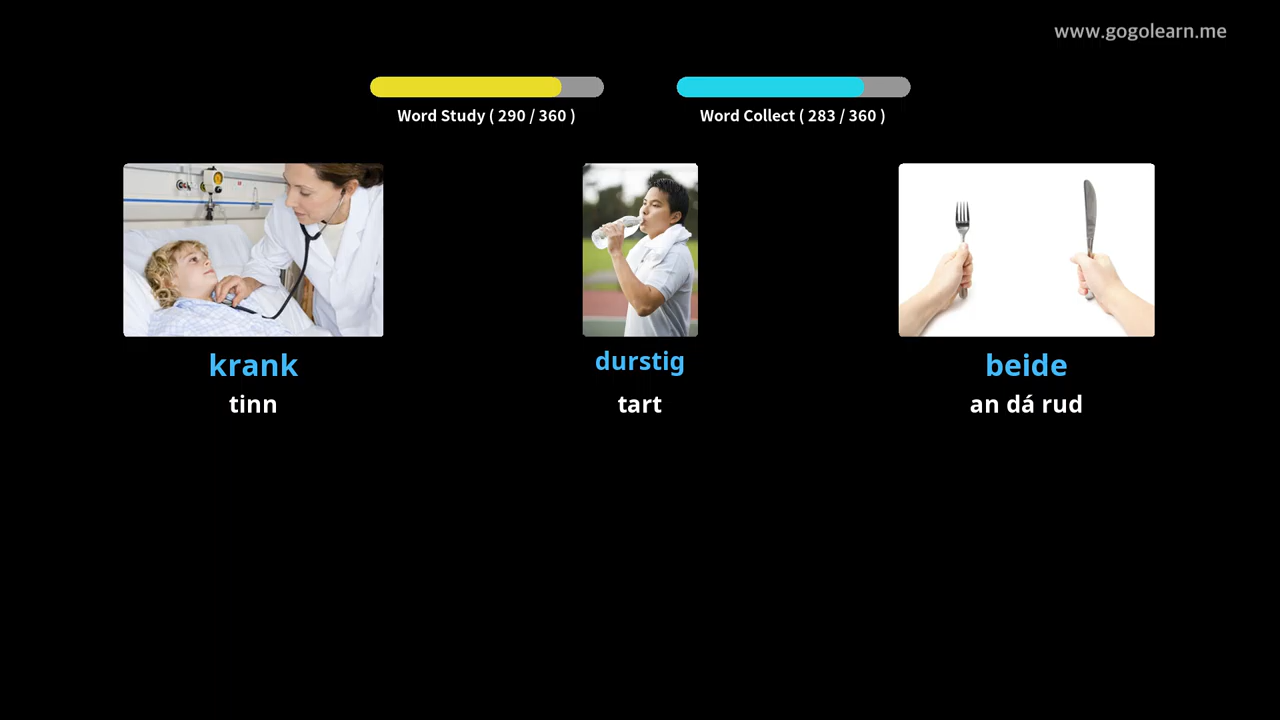 www.gogolearn.me
Word Study ( 290 / 360 )
Word Collect ( 283 / 360 )
krank
durstig
beide
tinn
tart
an dá rud